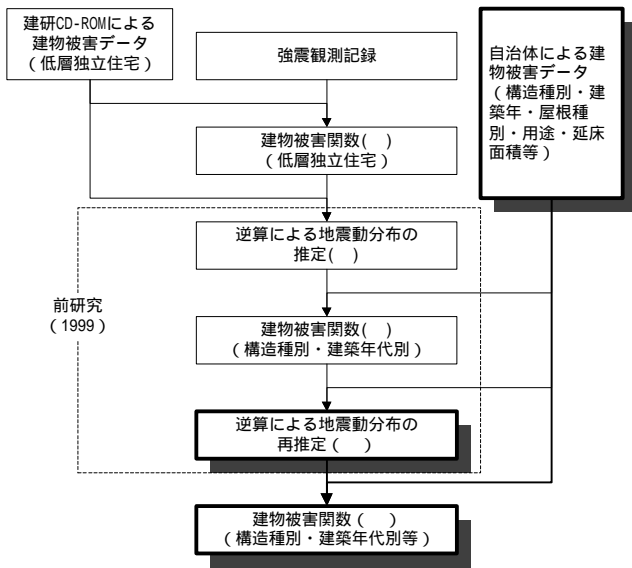 建研CD-ROMによる
建物被害データ
（低層独立住宅）
強震観測記録
自治体による建
物被害データ
（構造種別・建
築年・屋根種
別・用途・延床
面積等）
建物被害関数(　)
（低層独立住宅）
逆算による地震動分布の
推定(　)
前研究
（1999）
建物被害関数(　)
（構造種別・建築年代別）
逆算による地震動分布の
再推定（　）
建物被害関数（　）
（構造種別・建築年代別等）